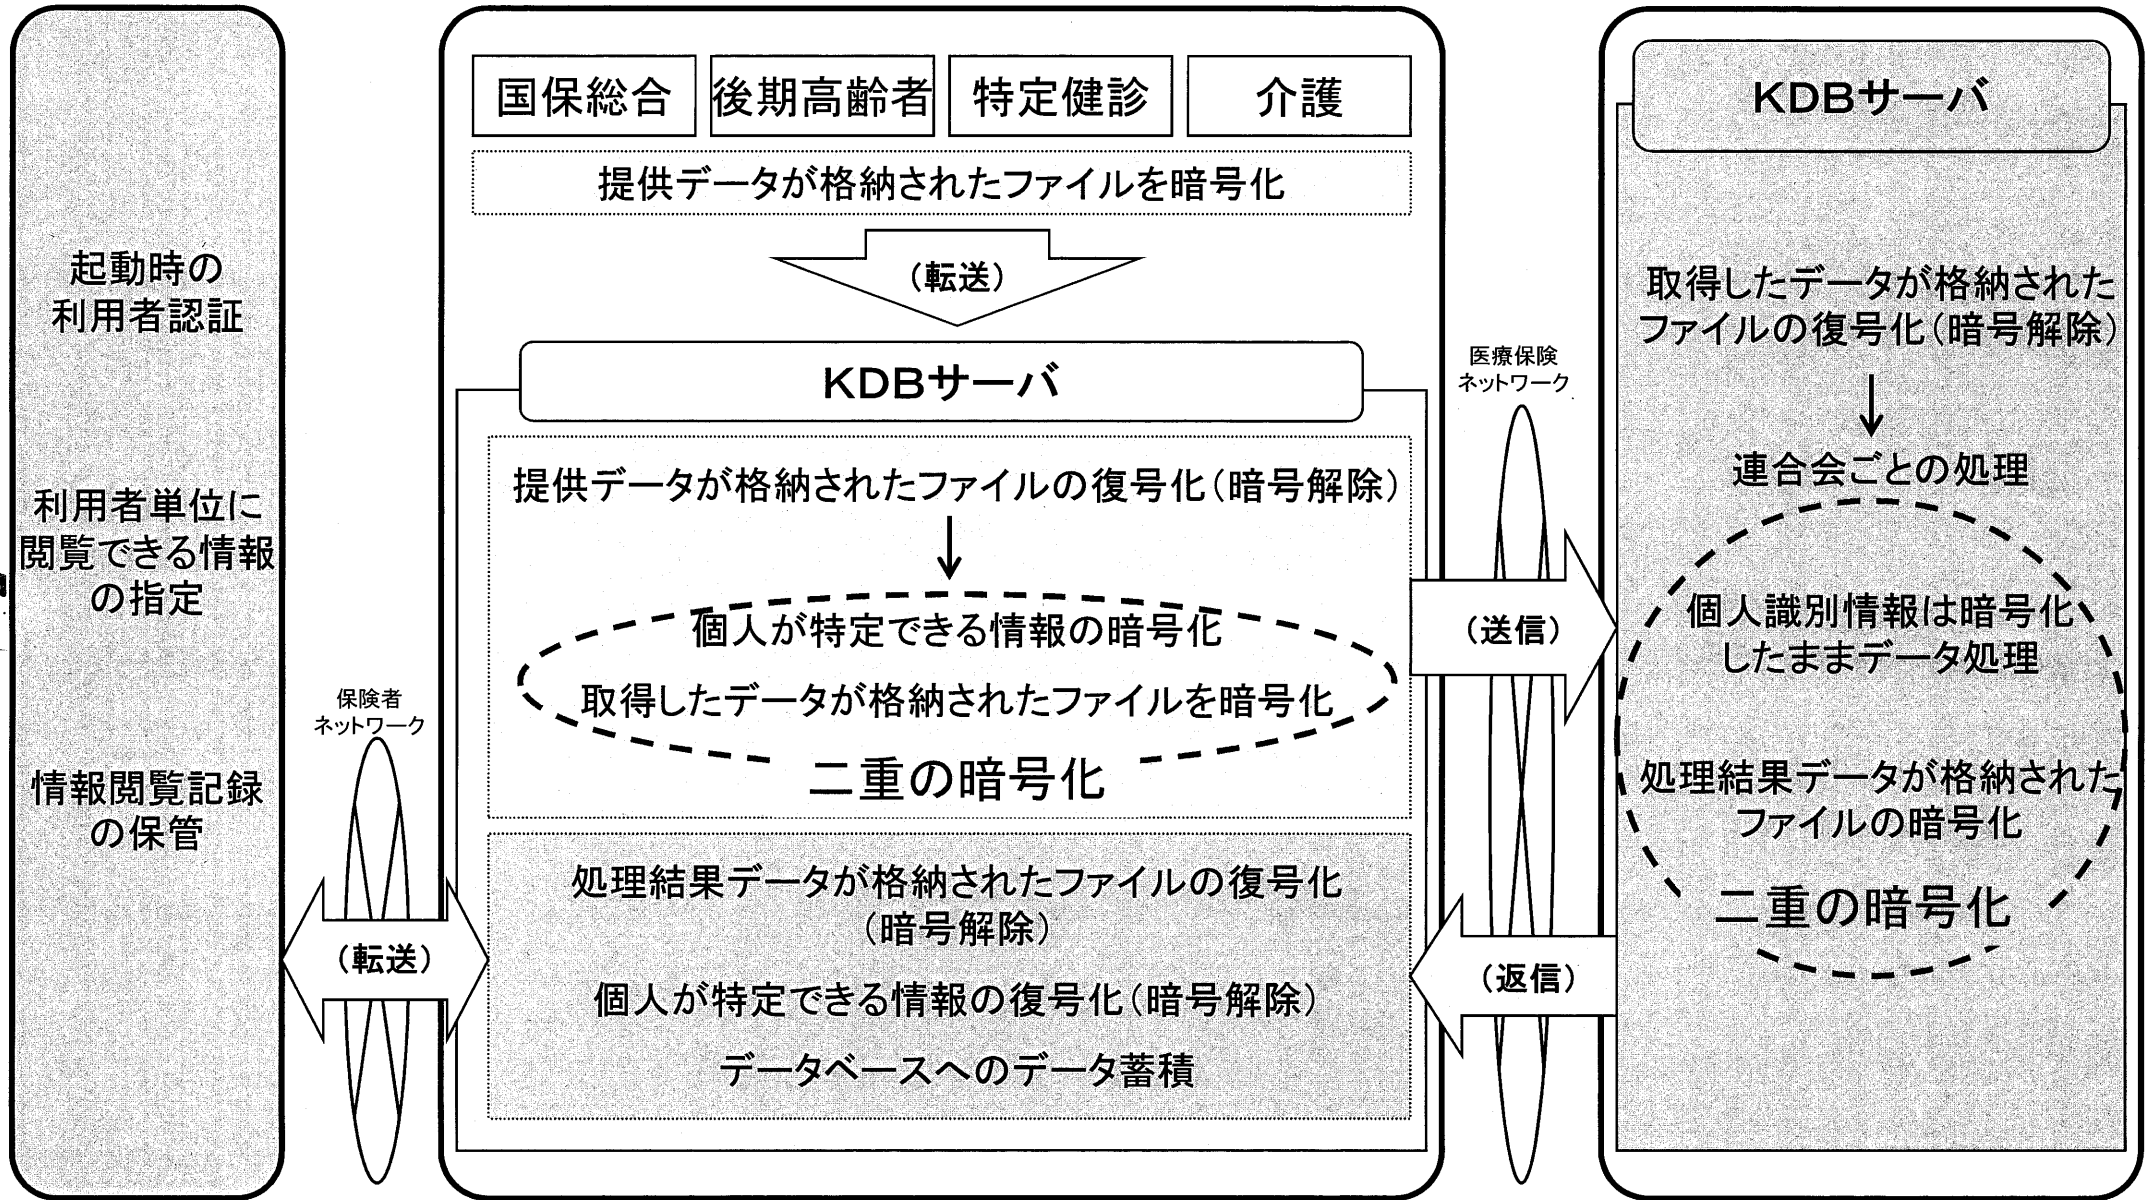 起動時の
利用者認証
利用者単位に
閲覧できる情報
の指定
情報閲覧記録
の保管
保険者
ネットワーク
(転送)
国保総合
後期高齢者
特定健診
介護
提供データが格納されたファイルを暗号化
(転送)
KDBサーバ
提供データが格納されたファイルの復号化(暗号解除)
個人が特定できる情報の暗号化
取得したデータが格納されたファイルを暗号化
二重の暗号化
処理結果データが格納されたファイルの復号化
(暗号解除)
個人が特定できる情報の復号化(暗号解除)
データベースへのデータ蓄積
医療保険
ネットワーク
(送信)
(返信)
KDBサーバ
取得したデータが格納された
ファイルの復号化(暗号解除)
連合会ごとの処理
個人識別情報は暗号化
したままデータ処理
処理結果データが格納された
ファイルの暗号化
二重の暗号化